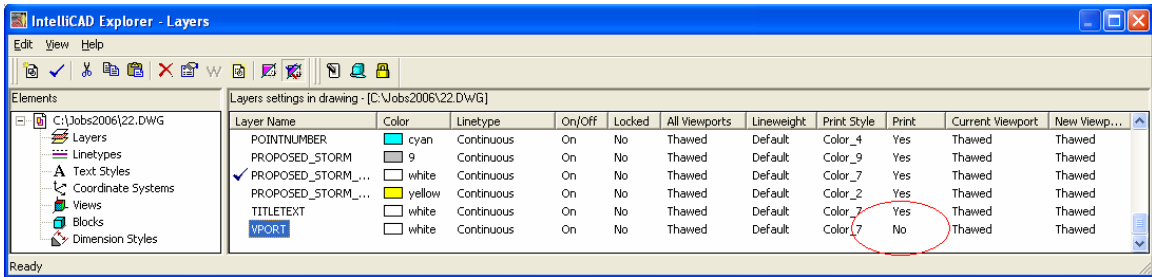 IntelliCAD Explorer - Layers
Edit View Help
Elements
Layers settings in drawing - [C:\Jobs2006\22.DWG]
C:\Jobs2006\22.DWG
Layers
Linetypes
Text Styles
Coordinate Systems
Views
Blocks
Dimension Styles
Layer Name Color Linetype On/Off Locked All Viewports Lineweight Print Style Print Current Viewport New Viewp...
POINTNUMBER cyan Continuous On No Thawed Default Color_4 Yes Thawed Thawed
PROPOSED_STORM 9 Continuous On No Thawed Default Color_9 Yes Thawed Thawed
PROPOSED_STORM_... white Continuous On No Thawed Default Color_7 Yes Thawed Thawed
PROPOSED_STORM_... yellow Continuous On No Thawed Default Color_2 Yes Thawed Thawed
TITLETEXT white Continuous On No Thawed Default Color_7 Yes Thawed Thawed
VPORT white Continuous On No Thawed Default Color_7 No Thawed Thawed
Ready